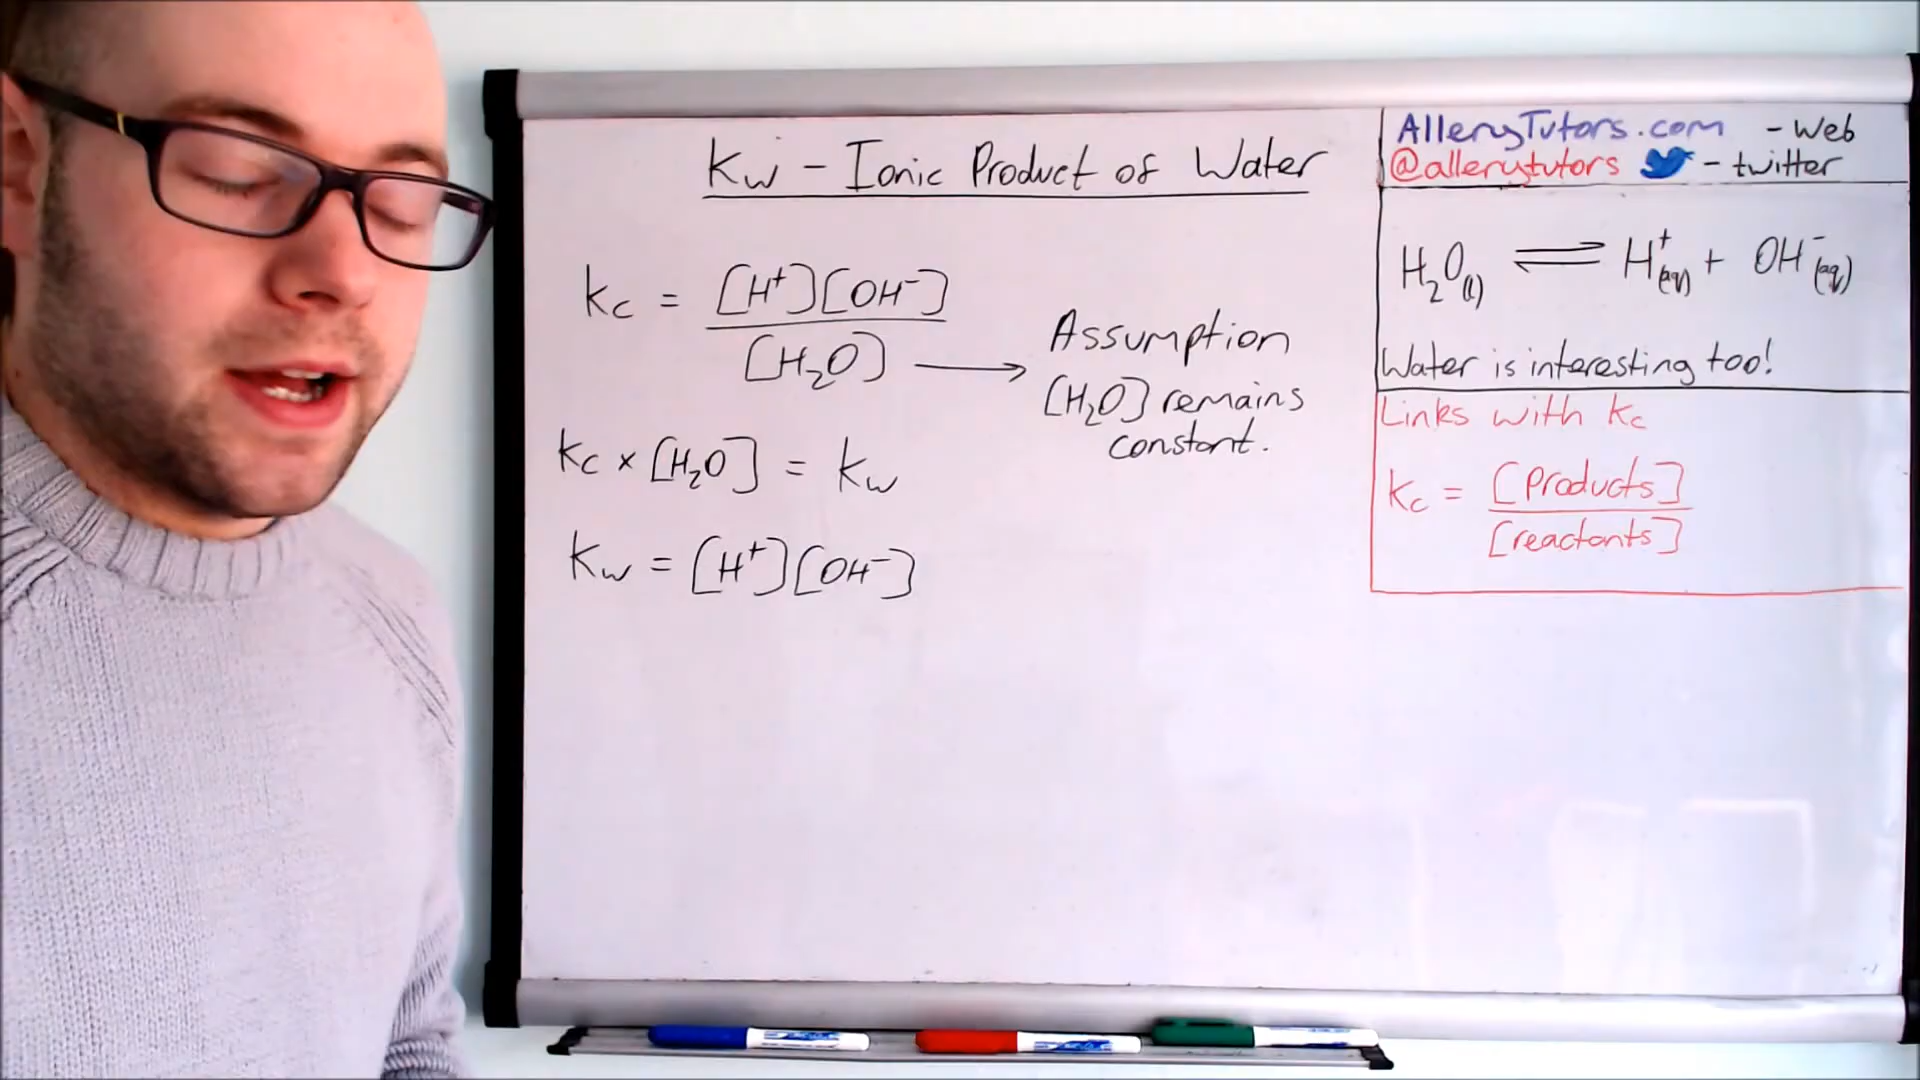 Kw - Ionic Product of Water
Kc = [H⁺][OH⁻]
[H₂O] ⟶ Assumption
[H₂O] remains
constant.
Kc × [H₂O] = Kw
Kw = [H⁺][OH⁻]
AlleryTutors.com - Web
@allerytutors - twitter
H₂O(l) ⇌ H⁺(aq) + OH⁻(aq)
Water is interesting too!
Links with Kc
Kc = [Products]
[reactants]